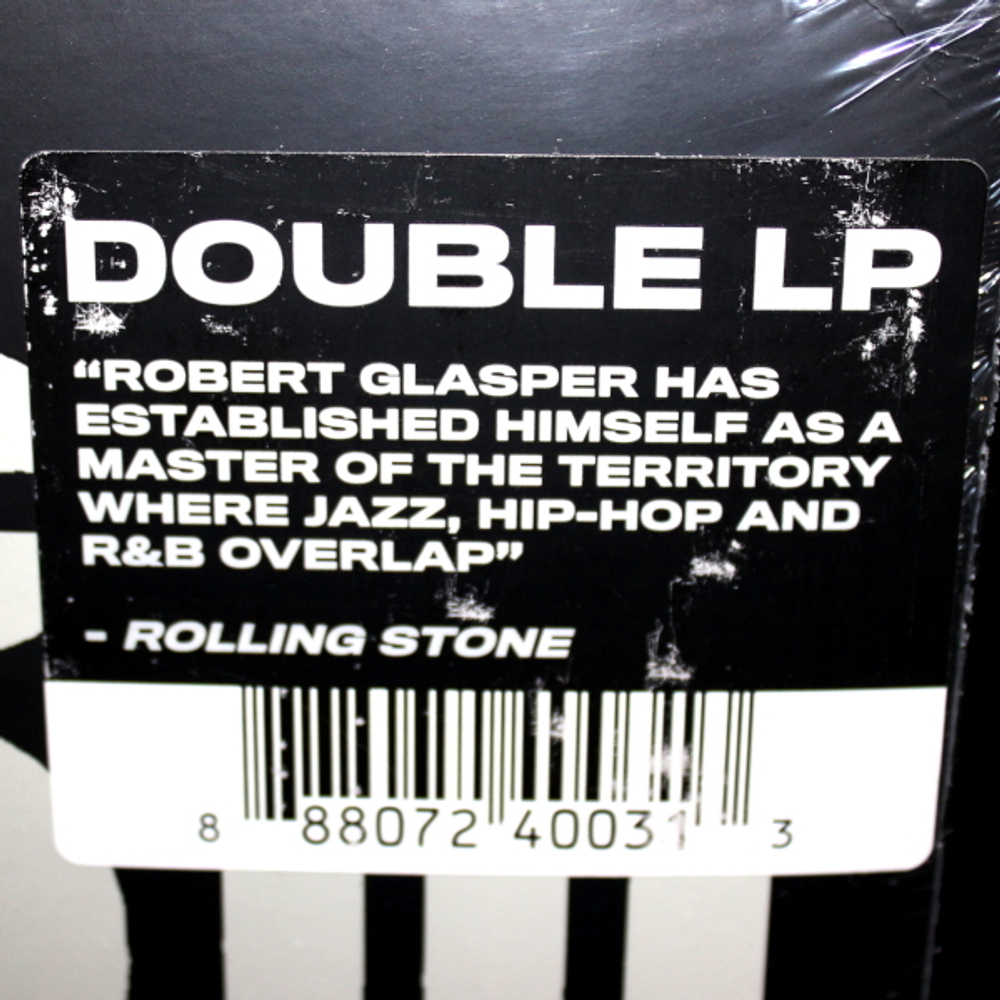 DOUBLE LP
“ROBERT GLASPER HAS
ESTABLISHED HIMSELF AS A
MASTER OF THE TERRITORY
WHERE JAZZ, HIP-HOP AND
R&B OVERLAP”
- ROLLING STONE
8 88072 40031 3